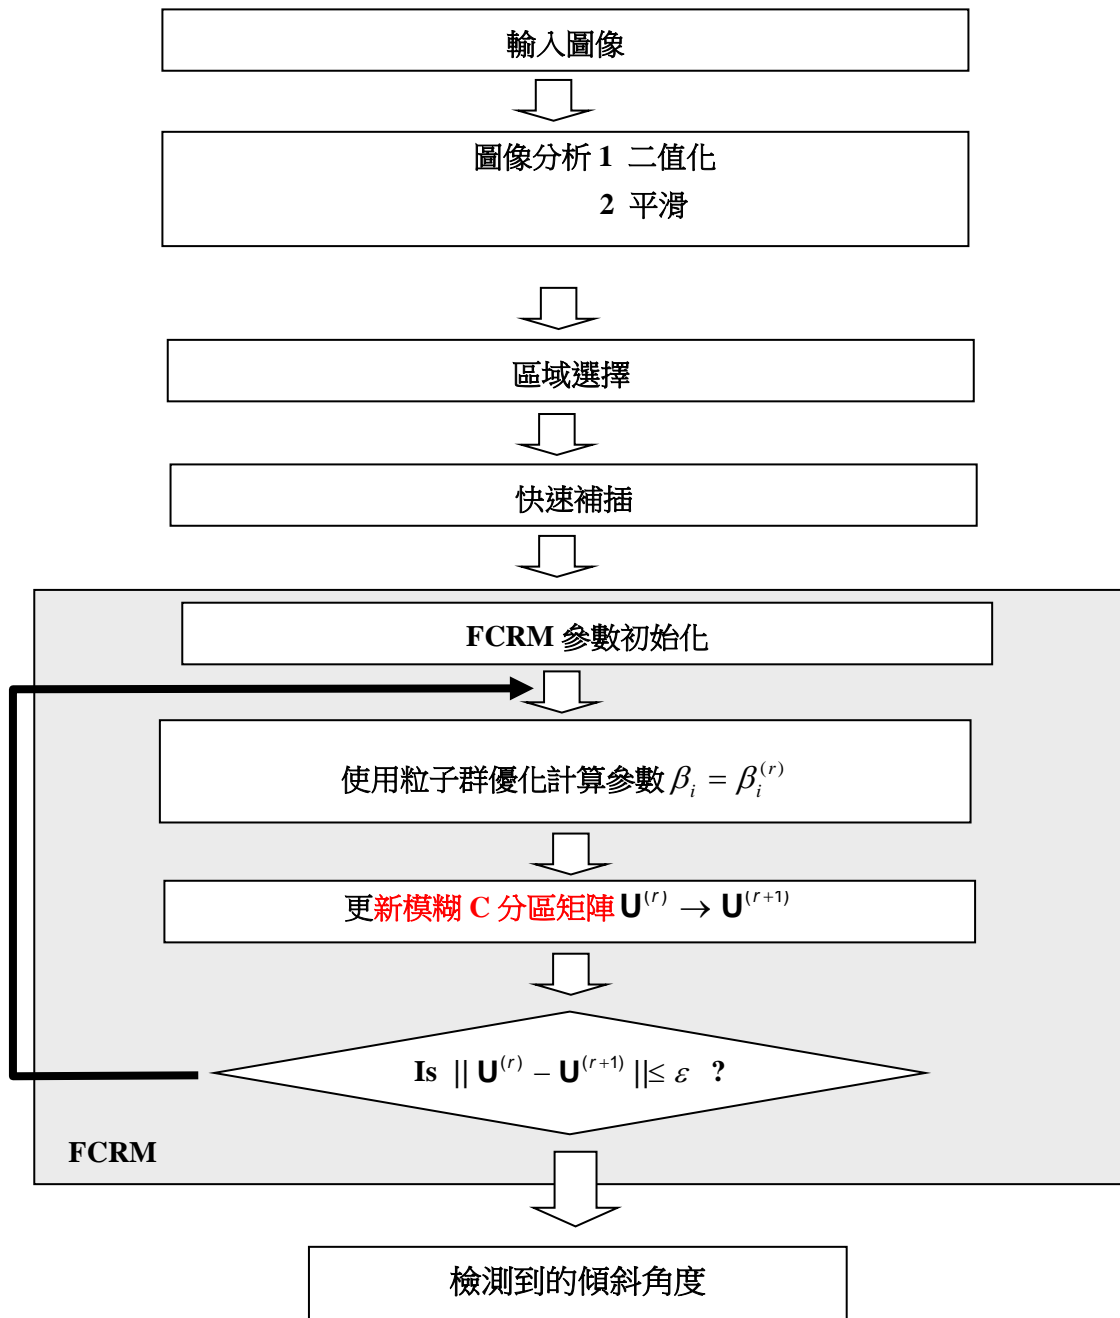 輸入圖像
圖像分析 1 二值化
2 平滑
區域選擇
快速補插
FCRM 參數初始化
使用粒子群優化計算參數 β_i = β_i^(r)
更新模糊 C 分區矩陣 U^(r) → U^(r+1)
Is || U^(r) − U^(r+1) ||≤ ε ?
FCRM
檢測到的傾斜角度